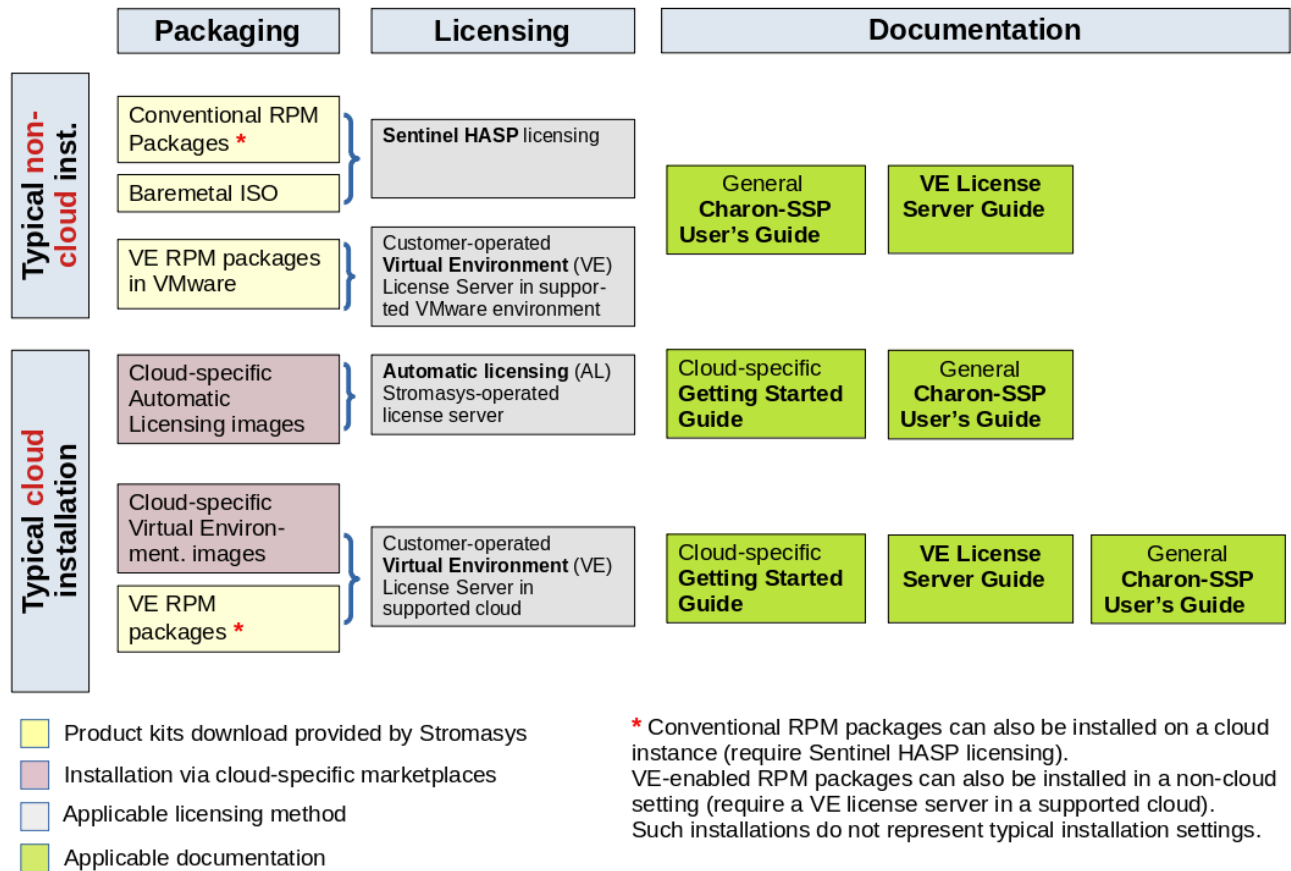 Packaging
Licensing
Documentation
Typical non-
cloud inst.
Conventional RPM
Packages *
Baremetal ISO
Sentinel HASP licensing
VE RPM packages
in VMware
Customer-operated
Virtual Environment (VE)
License Server in suppor-
ted VMware environment
General
Charon-SSP
User's Guide
VE License
Server Guide
Typical cloud
installation
Cloud-specific
Automatic
Licensing images
Automatic licensing (AL)
Stromasys-operated
license server
Cloud-specific
Getting Started
Guide
General
Charon-SSP
User's Guide
Cloud-specific
Virtual Environ-
ment. images
VE RPM
packages *
Customer-operated
Virtual Environment (VE)
License Server in
supported cloud
Cloud-specific
Getting Started
Guide
VE License
Server Guide
General
Charon-SSP
User's Guide
Product kits download provided by Stromasys
Installation via cloud-specific marketplaces
Applicable licensing method
Applicable documentation
* Conventional RPM packages can also be installed on a cloud
instance (require Sentinel HASP licensing).
VE-enabled RPM packages can also be installed in a non-cloud
setting (require a VE license server in a supported cloud).
Such installations do not represent typical installation settings.